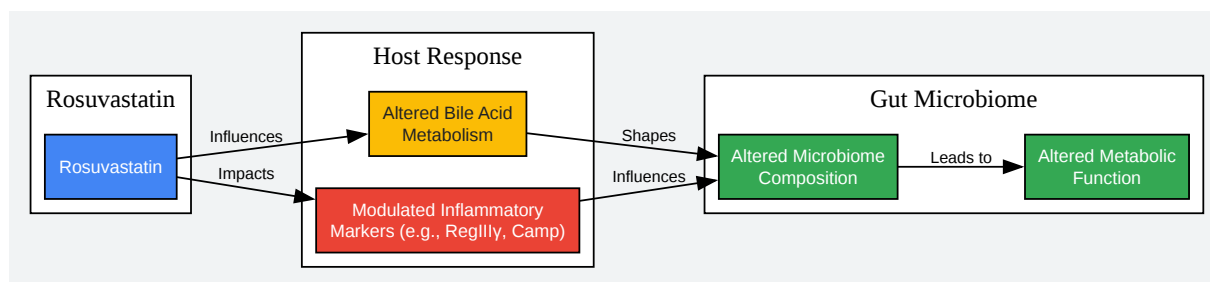 Rosuvastatin
Rosuvastatin
Influences
Impacts
Host Response
Altered Bile Acid
Metabolism
Modulated Inflammatory
Markers (e.g., RegIIIγ, Camp)
Shapes
Influences
Gut Microbiome
Altered Microbiome
Composition
Leads to
Altered Metabolic
Function